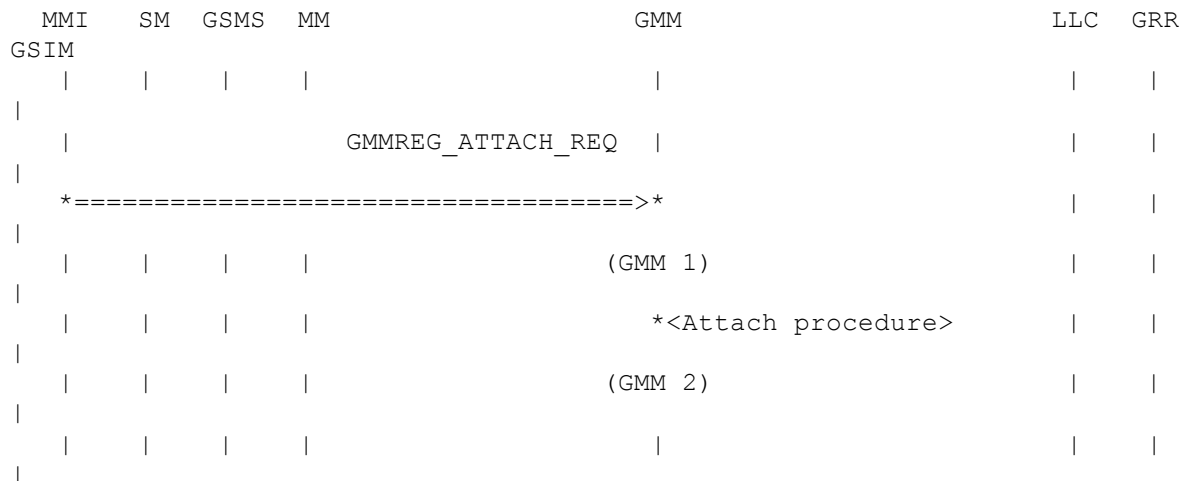 MMI SM GSMS MM GMM LLC GRR
GSIM
| | | | | | |
|
| GMMREG_ATTACH_REQ | | |
|
*===================================>* | |
|
| | | | (GMM 1) | |
|
| | | | *<Attach procedure> | |
|
| | | | (GMM 2) | |
|
| | | | | | |
|